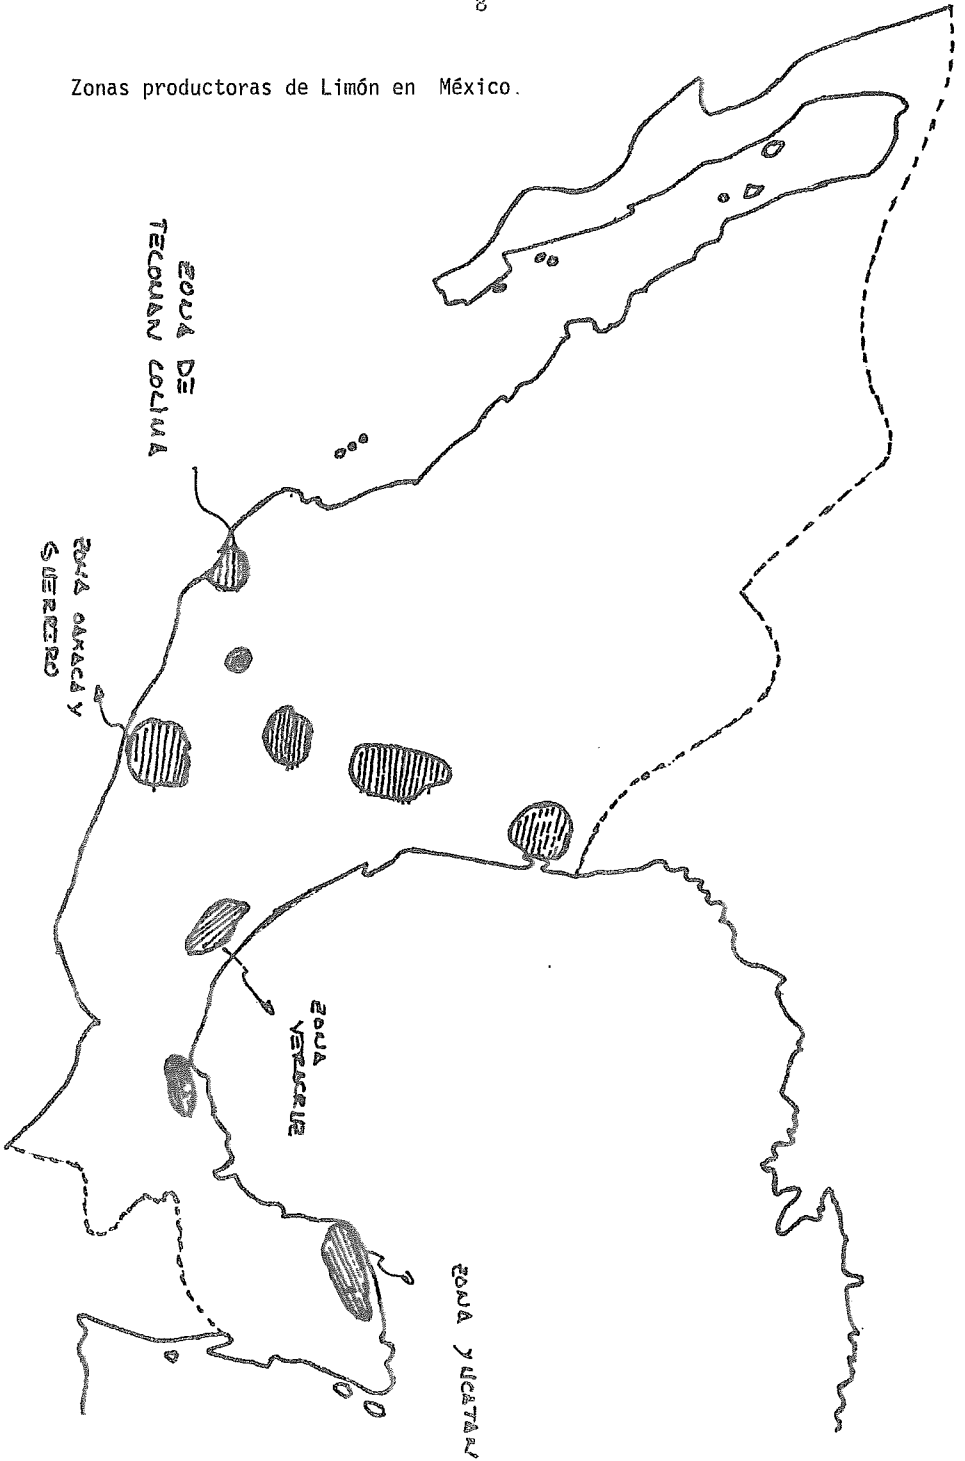 8
Zonas productoras de Limón en México.
ZONA DE
TECOMAN COLIMA
ZONA OAXACA Y
GUERRERO
ZONA
VERACRUZ
ZONA YUCATAN